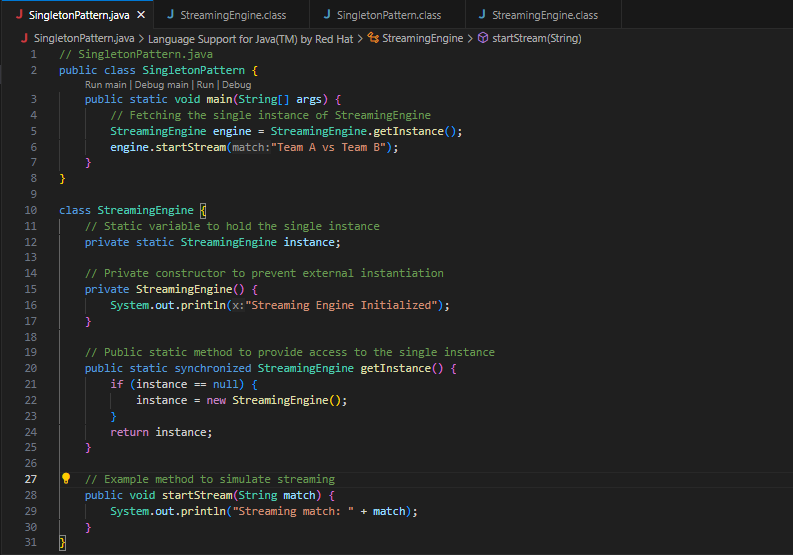 SingletonPattern.java
StreamingEngine.class
SingletonPattern.class
StreamingEngine.class
SingletonPattern.java > Language Support for Java(TM) by Red Hat > StreamingEngine > startStream(String)
1 // SingletonPattern.java
2 public class SingletonPattern {
Run main | Debug main | Run | Debug
3     public static void main(String[] args) {
4         // Fetching the single instance of StreamingEngine
5         StreamingEngine engine = StreamingEngine.getInstance();
6         engine.startStream(match:"Team A vs Team B");
7     }
8 }
9
10 class StreamingEngine {
11     // Static variable to hold the single instance
12     private static StreamingEngine instance;
13
14     // Private constructor to prevent external instantiation
15     private StreamingEngine() {
16         System.out.println(x:"Streaming Engine Initialized");
17     }
18
19     // Public static method to provide access to the single instance
20     public static synchronized StreamingEngine getInstance() {
21         if (instance == null) {
22             instance = new StreamingEngine();
23         }
24         return instance;
25     }
26
27     // Example method to simulate streaming
28     public void startStream(String match) {
29         System.out.println("Streaming match: " + match);
30     }
31 }